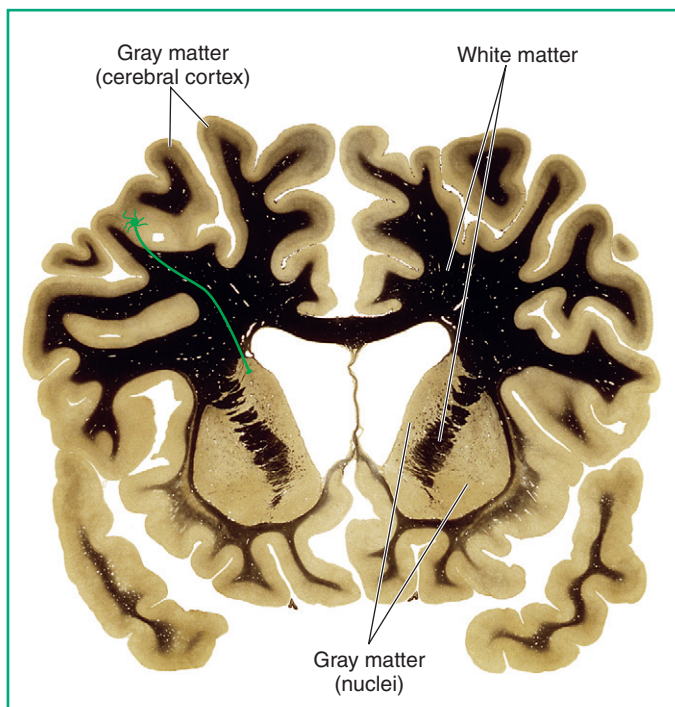 Gray matter
(cerebral cortex)
White matter
Gray matter
(nuclei)